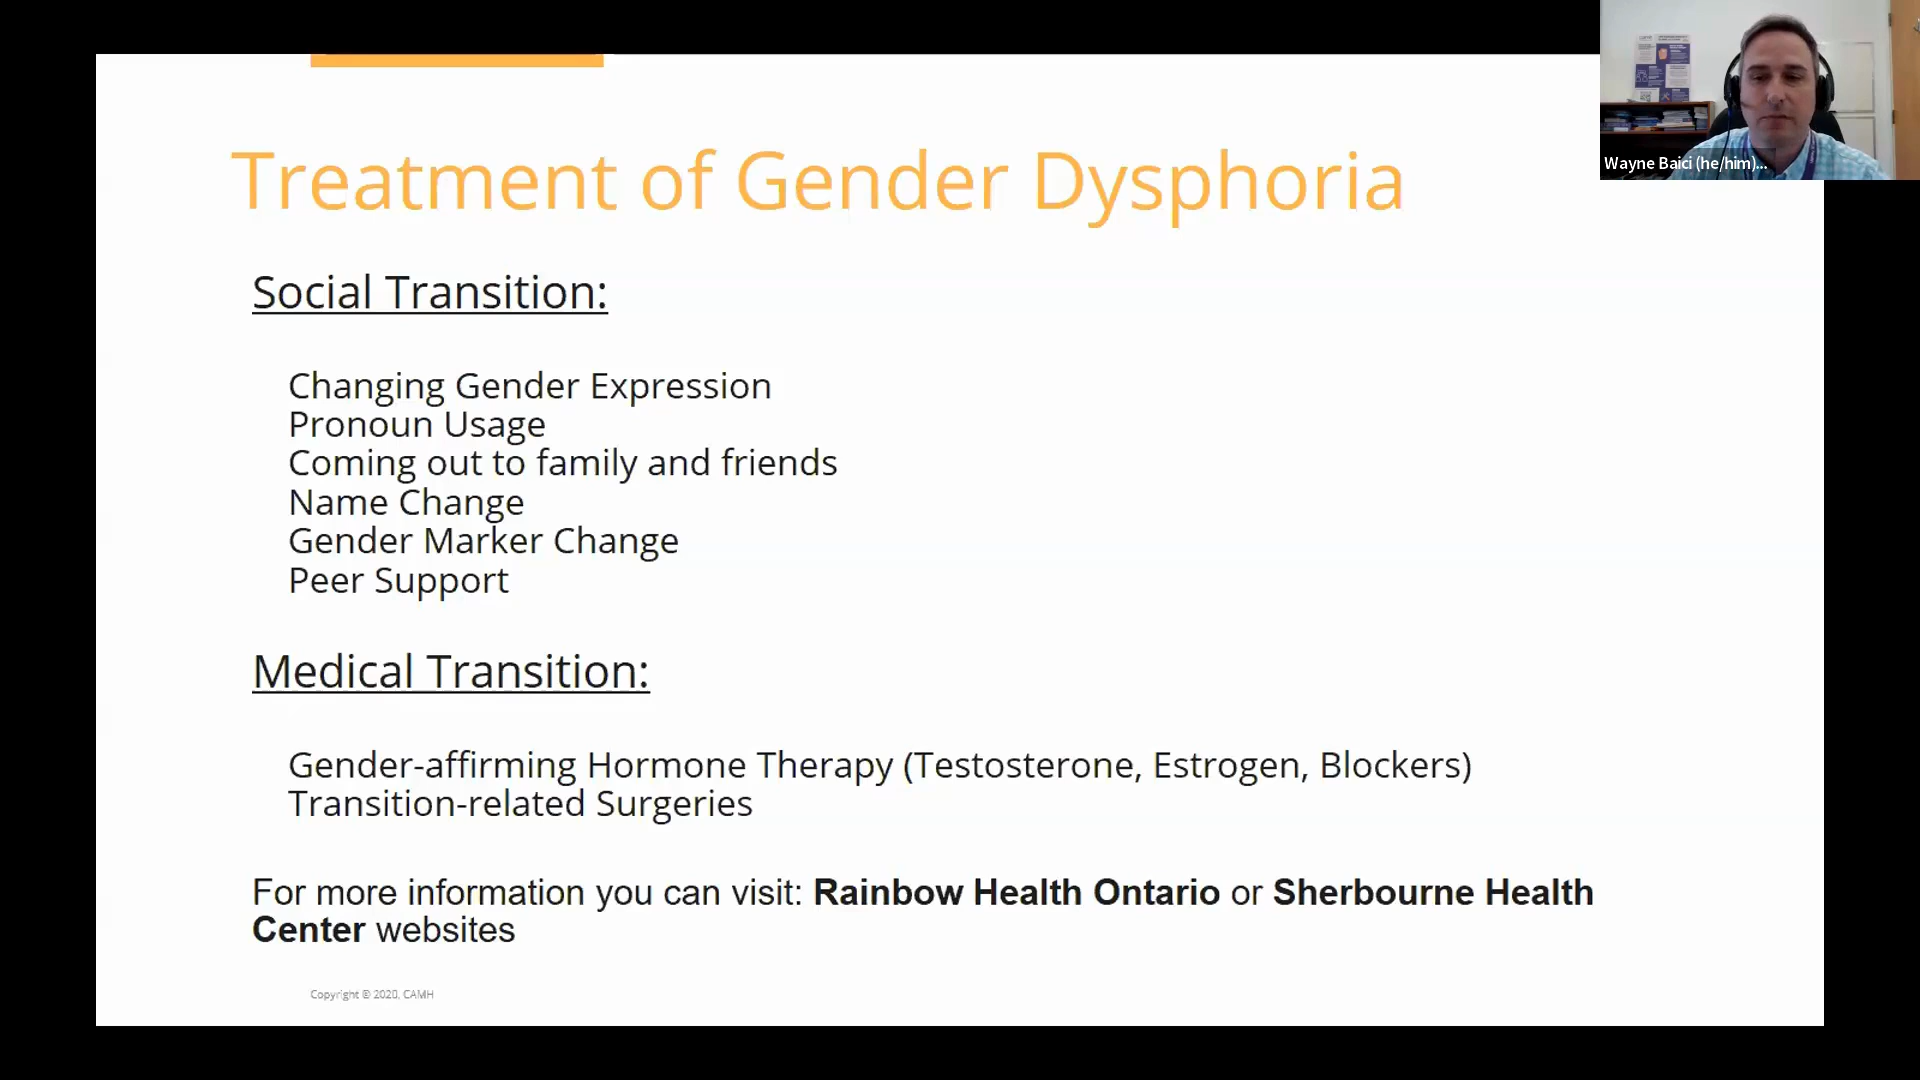 Treatment of Gender Dysphoria
Wayne Baici (he/him)...
Social Transition:
Changing Gender Expression
Pronoun Usage
Coming out to family and friends
Name Change
Gender Marker Change
Peer Support
Medical Transition:
Gender-affirming Hormone Therapy (Testosterone, Estrogen, Blockers)
Transition-related Surgeries
For more information you can visit: Rainbow Health Ontario or Sherbourne Health
Center websites
Copyright © 2020, CAMH